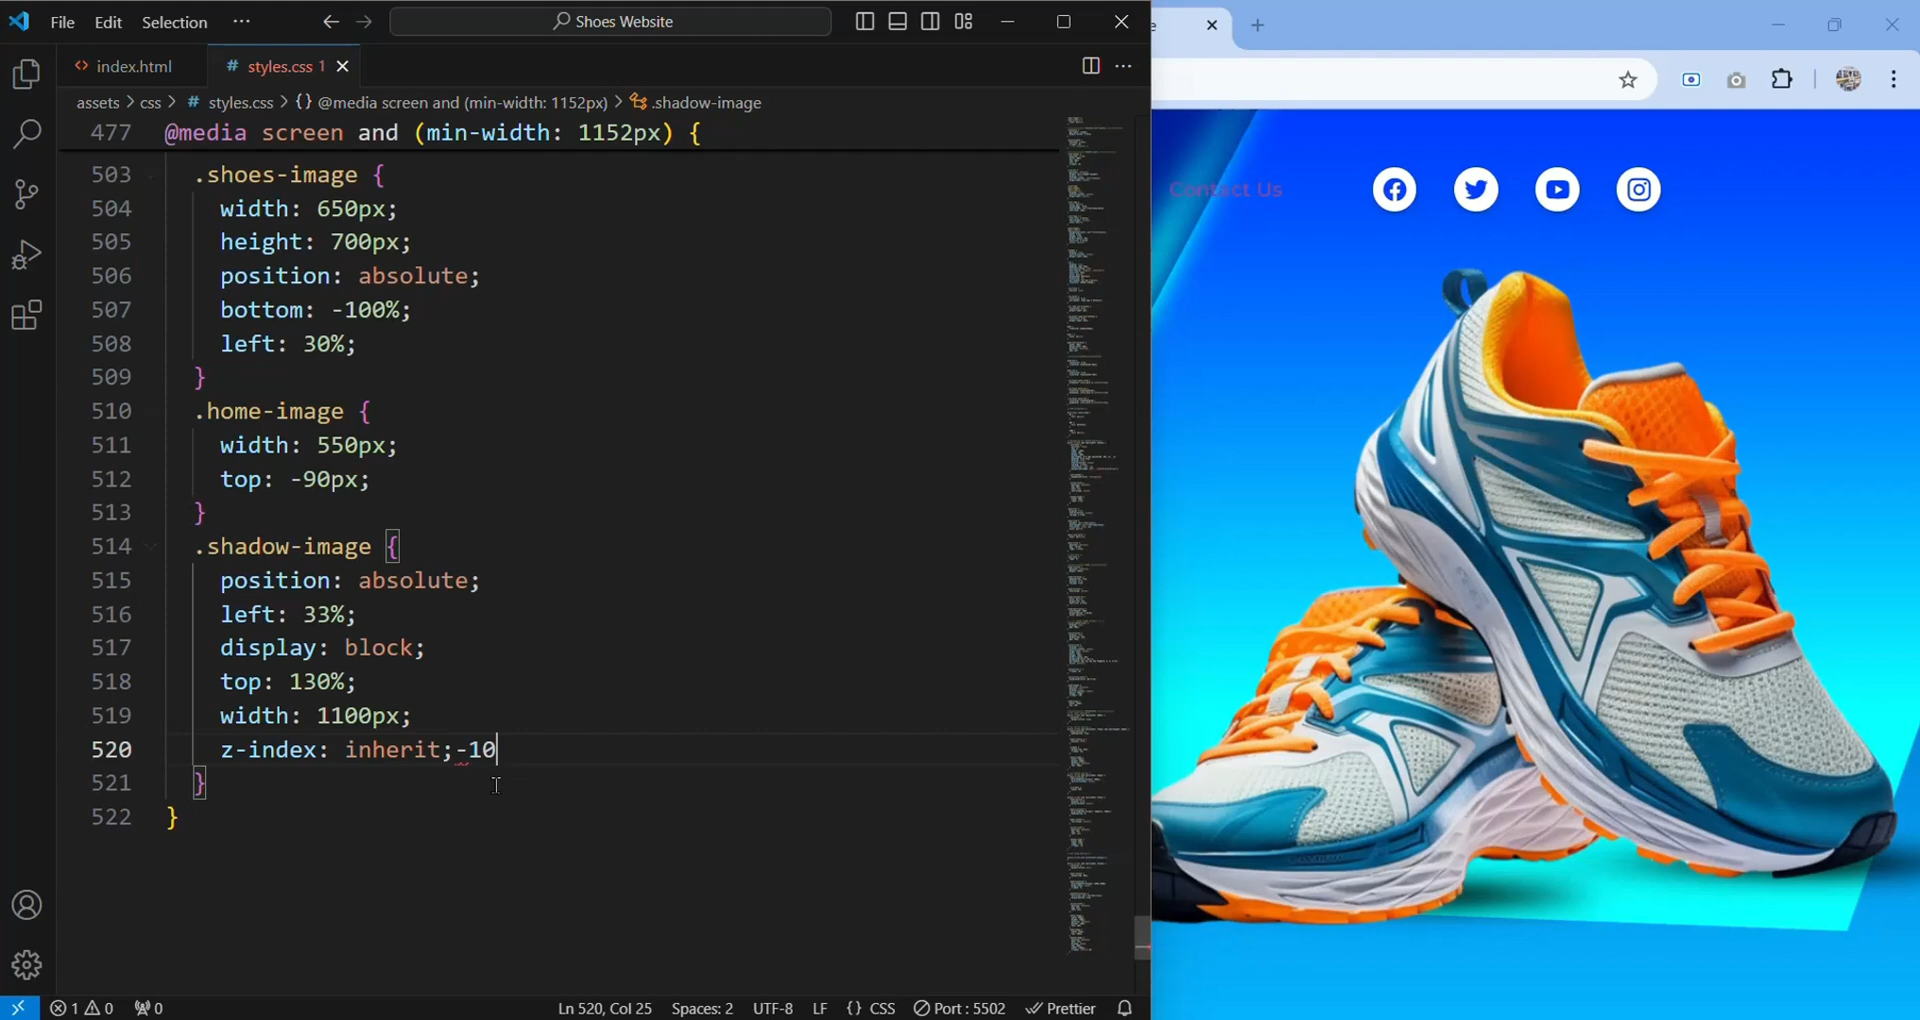 File Edit Selection ··· Shoes Website
index.html
# styles.css 1
e
assets > css > # styles.css > {} @media screen and (min-width: 1152px) > .shadow-image
477 @media screen and (min-width: 1152px) {
503 .shoes-image {
504 width: 650px;
505 height: 700px;
506 position: absolute;
507 bottom: -100%;
508 left: 30%;
509 }
510 .home-image {
511 width: 550px;
512 top: -90px;
513 }
514 .shadow-image {
515 position: absolute;
516 left: 33%;
517 display: block;
518 top: 130%;
519 width: 1100px;
520 z-index: inherit;-10
521 }
522 }
Contact Us
1 0 0 Ln 520, Col 25 Spaces: 2 UTF-8 LF {} CSS Port : 5502 Prettier